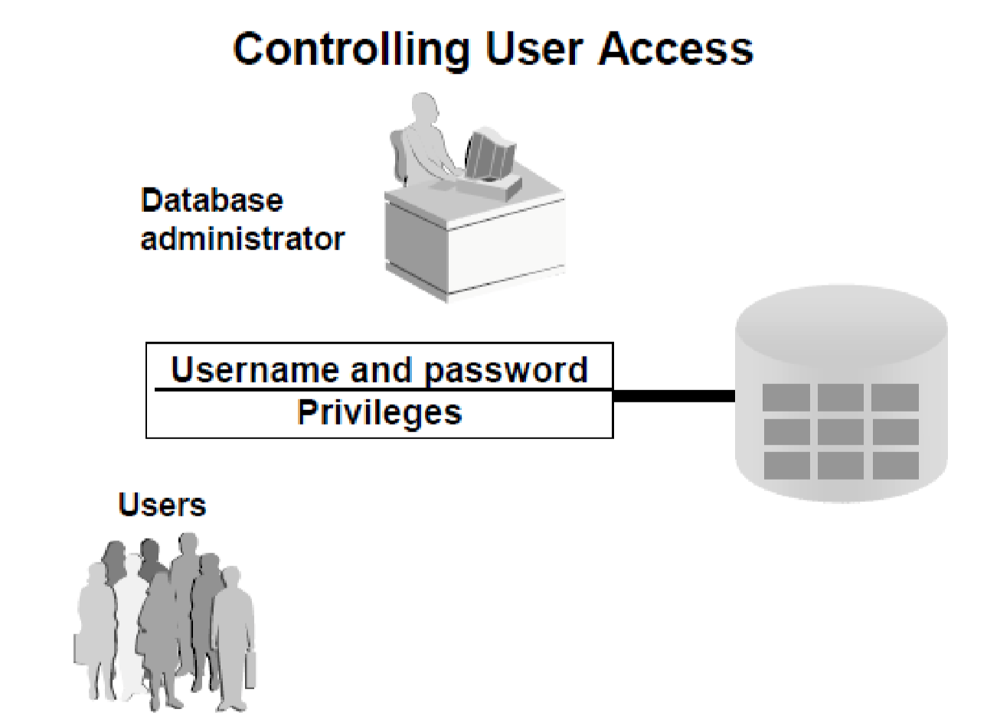 Controlling User Access
Database
administrator
Username and password
Privileges
Users